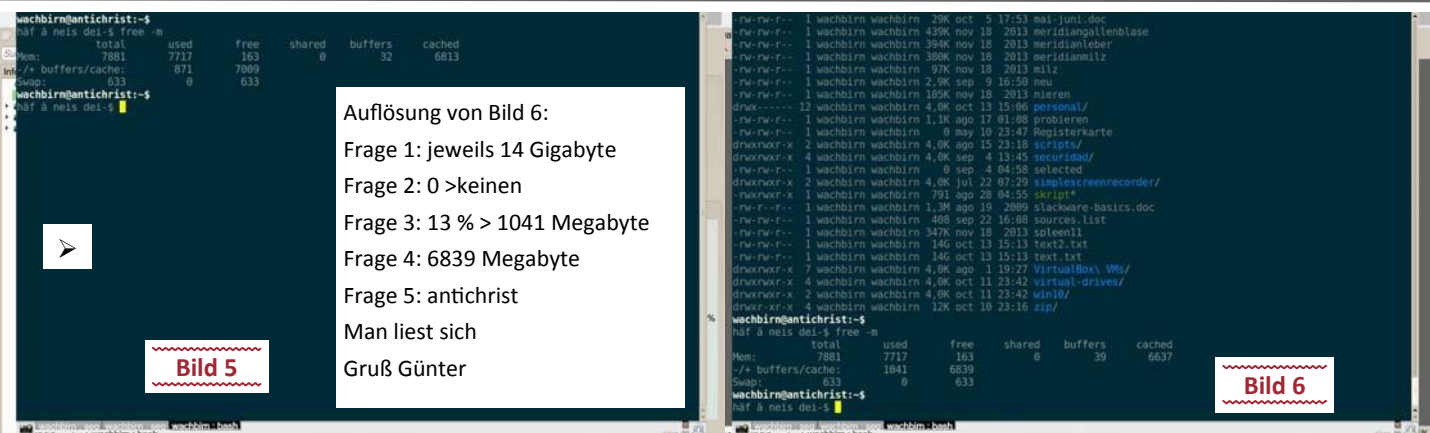 wachbirn@antichrist:~$
häf ä neis dei-$ free -m
total used free shared buffers cached
Mem: 7881 7717 163 0 32 6813
-/+ buffers/cache: 871 7009
Swap: 633 0 633
wachbirn@antichrist:~$
häf ä neis dei-$
Auflösung von Bild 6:
Frage 1: jeweils 14 Gigabyte
Frage 2: 0 >keinen
Frage 3: 13 % > 1041 Megabyte
Frage 4: 6839 Megabyte
Frage 5: antichrist
Man liest sich
Gruß Günter
Bild 5
-rw-rw-r-- 1 wachbirn wachbirn 29K oct 5 17:53 mai-juni.doc
-rw-rw-r-- 1 wachbirn wachbirn 439K nov 18 2013 meridiangallenblase
-rw-rw-r-- 1 wachbirn wachbirn 394K nov 18 2013 meridianleber
-rw-rw-r-- 1 wachbirn wachbirn 380K nov 18 2013 meridianmilz
-rw-rw-r-- 1 wachbirn wachbirn 97K nov 18 2013 milz
-rw-rw-r-- 1 wachbirn wachbirn 2,9K sep 9 16:50 neu
-rw-rw-r-- 1 wachbirn wachbirn 105K nov 18 2013 nieren
drwx------ 12 wachbirn wachbirn 4,0K oct 13 15:06 personal/
-rw-rw-r-- 1 wachbirn wachbirn 1,1K ago 17 01:08 probieren
-rw-rw-r-- 1 wachbirn wachbirn 0 may 10 23:47 Registerkarte
drwxrwxr-x 2 wachbirn wachbirn 4,0K ago 15 23:18 scripts/
drwxrwxr-x 4 wachbirn wachbirn 4,0K sep 4 13:45 securidad/
-rw-rw-r-- 1 wachbirn wachbirn 0 sep 4 04:58 selected
drwxrwxr-x 2 wachbirn wachbirn 4,0K jul 22 07:29 simplescreenrecorder/
-rwxrwxr-x 1 wachbirn wachbirn 791 ago 28 04:55 skript*
-rw-r--r-- 1 wachbirn wachbirn 1,3M ago 19 2009 slackware-basics.doc
-rw-rw-r-- 1 wachbirn wachbirn 408 sep 22 16:08 sources.list
-rw-rw-r-- 1 wachbirn wachbirn 347K nov 18 2013 spleen11
-rw-rw-r-- 1 wachbirn wachbirn 14G oct 13 15:13 text2.txt
-rw-rw-r-- 1 wachbirn wachbirn 14G oct 13 15:13 text.txt
drwxrwxr-x 7 wachbirn wachbirn 4,0K ago 1 19:27 VirtualBox\ VMs/
drwxrwxr-x 4 wachbirn wachbirn 4,0K oct 11 23:42 virtual-drives/
drwxrwxr-x 2 wachbirn wachbirn 4,0K oct 11 23:42 win10/
drwxr-xr-x 4 wachbirn wachbirn 12K oct 10 23:16 zip/
wachbirn@antichrist:~$
häf ä neis dei-$ free -m
total used free shared buffers cached
Mem: 7881 7717 163 0 39 6637
-/+ buffers/cache: 1041 6839
Swap: 633 0 633
wachbirn@antichrist:~$
häf ä neis dei-$
Bild 6